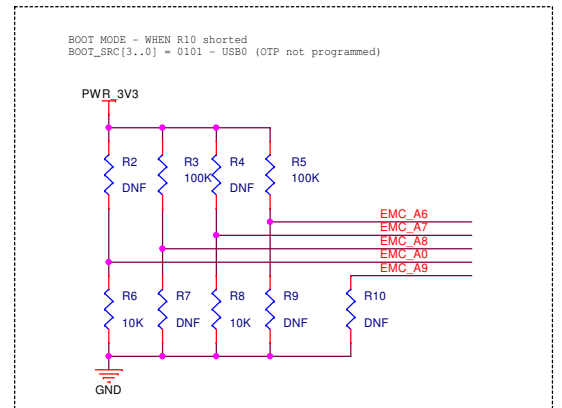 BOOT MODE - WHEN R10 shorted
BOOT_SRC[3..0] = 0101 - USB0 (OTP not programmed)
PWR_3V3
R2 R3 R4 R5
DNF 100K DNF 100K
EMC_A6
EMC_A7
EMC_A8
EMC_A0
EMC_A9
R6 R7 R8 R9 R10
10K DNF 10K DNF DNF
GND